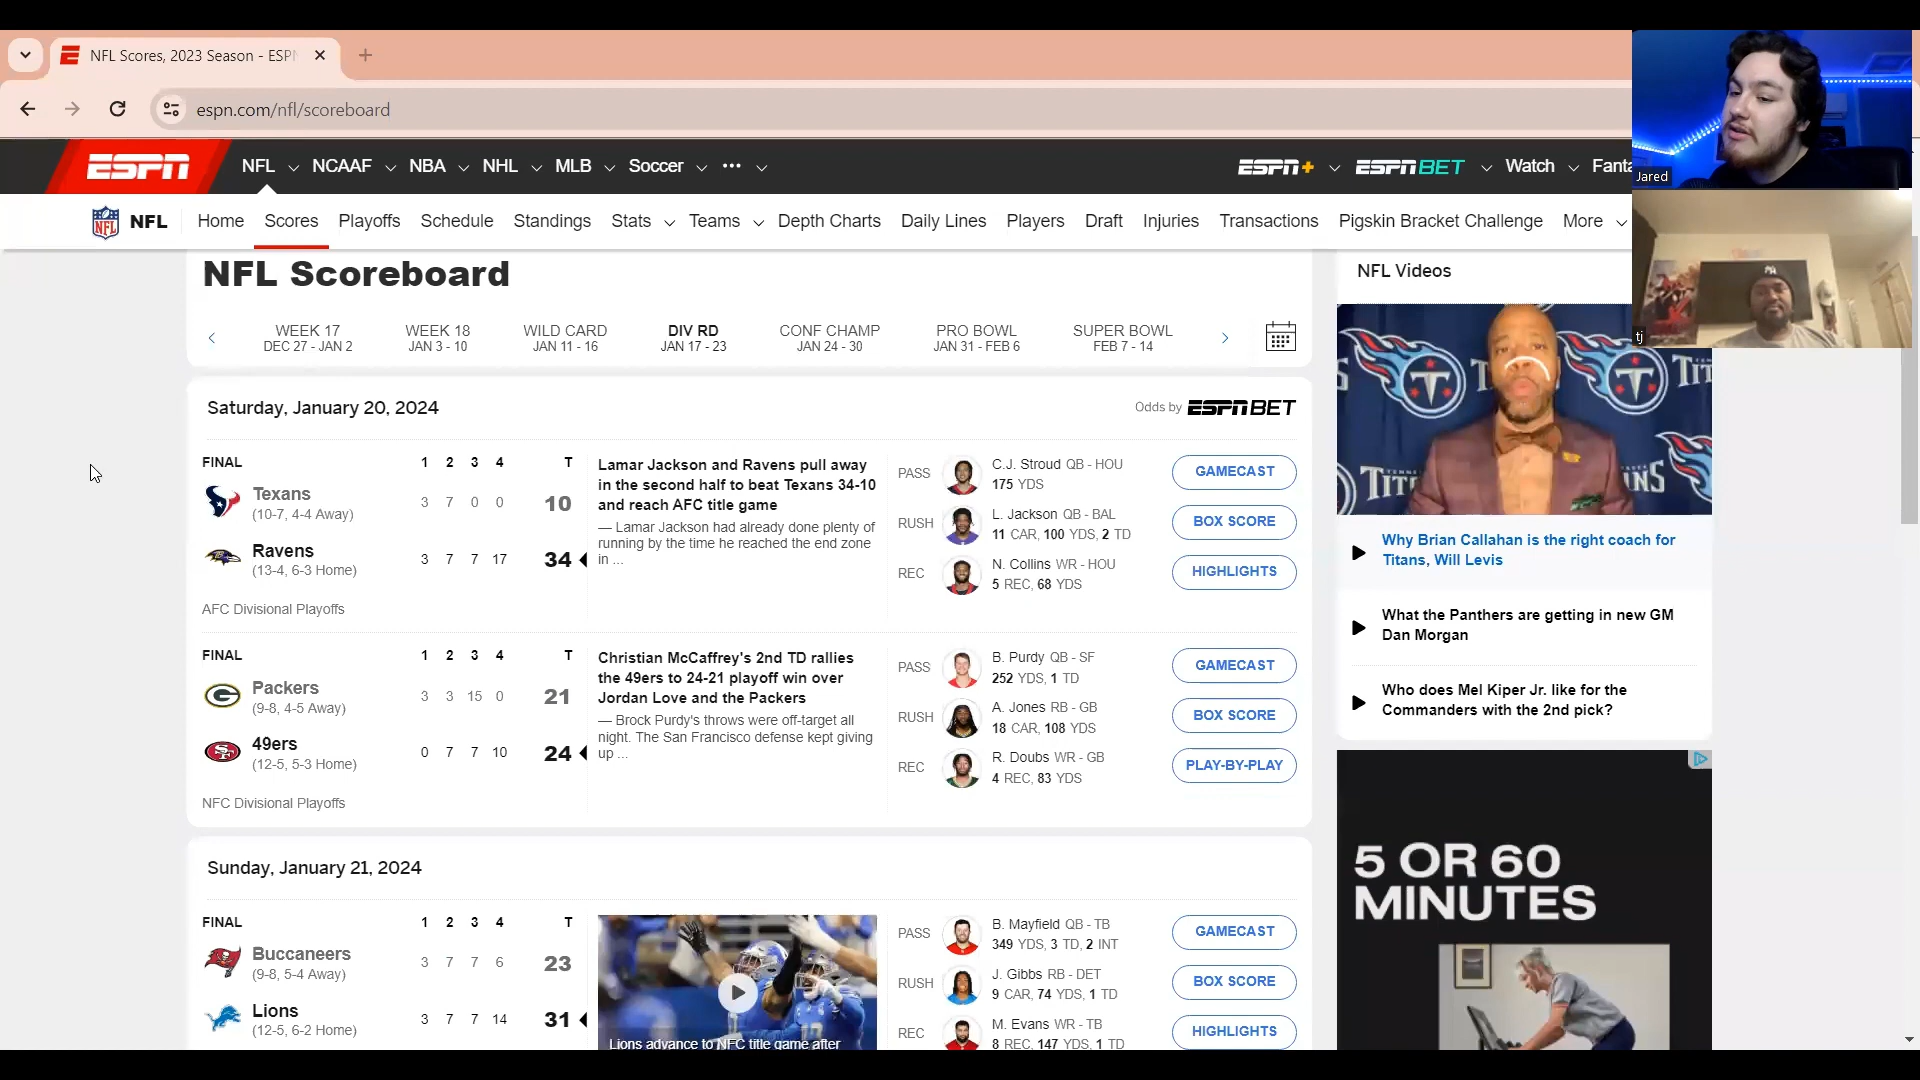 NFL Scores, 2023 Season - ESP
espn.com/nfl/scoreboard
Jared
ESPN NFL NCAAF NBA NHL MLB Soccer ESPN+ ESPN BET Watch Fanta
NFL Home Scores Playoffs Schedule Standings Stats Teams Depth Charts Daily Lines Players Draft Injuries Transactions Pigskin Bracket Challenge More
tj
NFL Scoreboard
WEEK 17 WEEK 18 WILD CARD DIV RD CONF CHAMP PRO BOWL SUPER BOWL
DEC 27 - JAN 2 JAN 3 - 10 JAN 11 - 16 JAN 17 - 23 JAN 24 - 30 JAN 31 - FEB 6 FEB 7 - 14
Saturday, January 20, 2024
Odds by ESPN BET
FINAL 1 2 3 4 T
Texans 3 7 0 0 10
(10-7, 4-4 Away)
Ravens 3 7 7 17 34
(13-4, 6-3 Home)
AFC Divisional Playoffs
Lamar Jackson and Ravens pull away
in the second half to beat Texans 34-10
and reach AFC title game
— Lamar Jackson had already done plenty of
running by the time he reached the end zone
in ...
PASS C.J. Stroud QB - HOU
175 YDS
RUSH L. Jackson QB - BAL
11 CAR, 100 YDS, 2 TD
REC N. Collins WR - HOU
5 REC, 68 YDS
GAMECAST
BOX SCORE
HIGHLIGHTS
FINAL 1 2 3 4 T
Packers 3 3 15 0 21
(9-8, 4-5 Away)
49ers 0 7 7 10 24
(12-5, 5-3 Home)
NFC Divisional Playoffs
Christian McCaffrey's 2nd TD rallies
the 49ers to 24-21 playoff win over
Jordan Love and the Packers
— Brock Purdy's throws were off-target all
night. The San Francisco defense kept giving
up ...
PASS B. Purdy QB - SF
252 YDS, 1 TD
RUSH A. Jones RB - GB
18 CAR, 108 YDS
REC R. Doubs WR - GB
4 REC, 83 YDS
GAMECAST
BOX SCORE
PLAY-BY-PLAY
Sunday, January 21, 2024
FINAL 1 2 3 4 T
Buccaneers 3 7 7 6 23
(9-8, 5-4 Away)
Lions 3 7 7 14 31
(12-5, 6-2 Home)
Lions advance to NFC title game after
PASS B. Mayfield QB - TB
349 YDS, 3 TD, 2 INT
RUSH J. Gibbs RB - DET
9 CAR, 74 YDS, 1 TD
REC M. Evans WR - TB
8 REC, 147 YDS, 1 TD
GAMECAST
BOX SCORE
HIGHLIGHTS
NFL Videos
Why Brian Callahan is the right coach for
Titans, Will Levis
What the Panthers are getting in new GM
Dan Morgan
Who does Mel Kiper Jr. like for the
Commanders with the 2nd pick?
5 OR 60
MINUTES